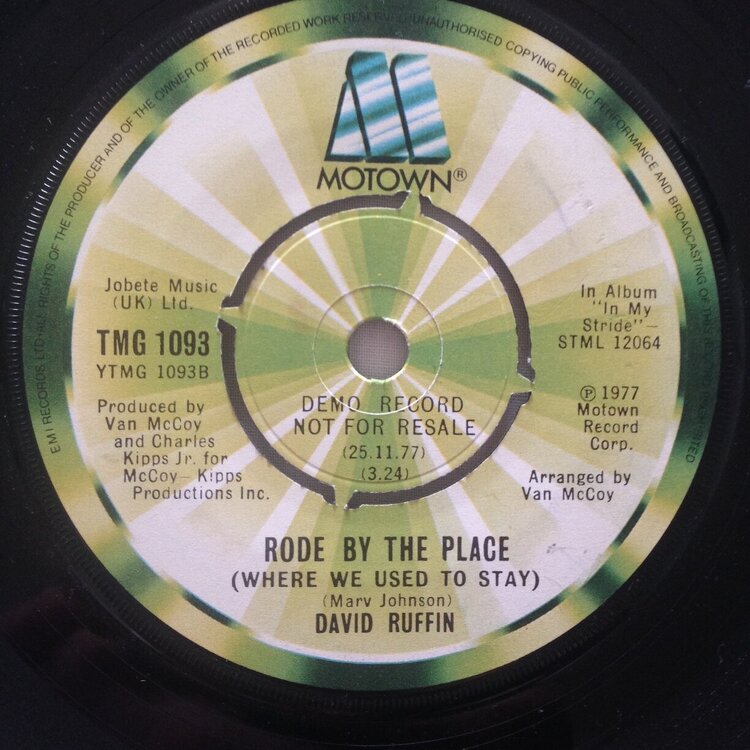 EMI RECORDS LTD·ALL RIGHTS OF THE PRODUCER AND OF THE OWNER OF THE RECORDED WORK RESERVED·UNAUTHORISED COPYING PUBLIC PERFORMANCE AND BROADCASTING OF THIS RECORD PROHIBITED
MOTOWN®
Jobete Music
(UK) Ltd.
TMG 1093
YTMG 1093B
Produced by
Van McCoy
and Charles
Kipps Jr. for
McCoy-Kipps
Productions Inc.
In Album
"In My
Stride"-
STML 12064
℗ 1977
Motown
Record
Corp.
Arranged by
Van McCoy
DEMO RECORD
NOT FOR RESALE
(25.11.77)
(3.24)
RODE BY THE PLACE
(WHERE WE USED TO STAY)
(Marv Johnson)
DAVID RUFFIN